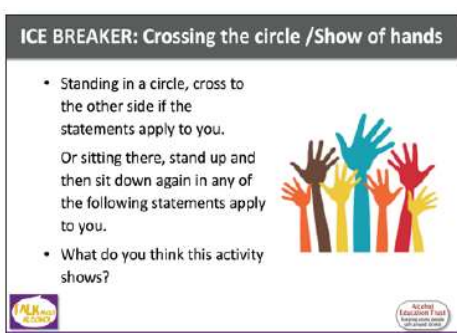 ICE BREAKER: Crossing the circle /Show of hands
• Standing in a circle, cross to
the other side if the
statements apply to you.
Or sitting there, stand up and
then sit down again in any of
the following statements apply
to you.
• What do you think this activity
shows?
TALK ABOUT
ALCOHOL
Alcohol
Education Trust